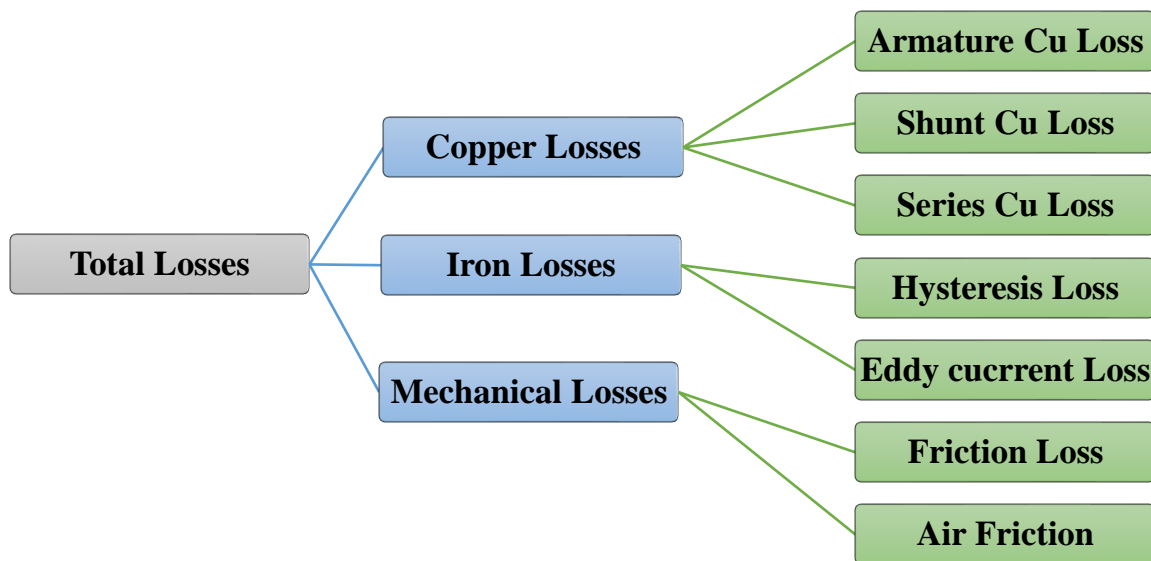 Total Losses
Copper Losses
Iron Losses
Mechanical Losses
Armature Cu Loss
Shunt Cu Loss
Series Cu Loss
Hysteresis Loss
Eddy cucrrent Loss
Friction Loss
Air Friction